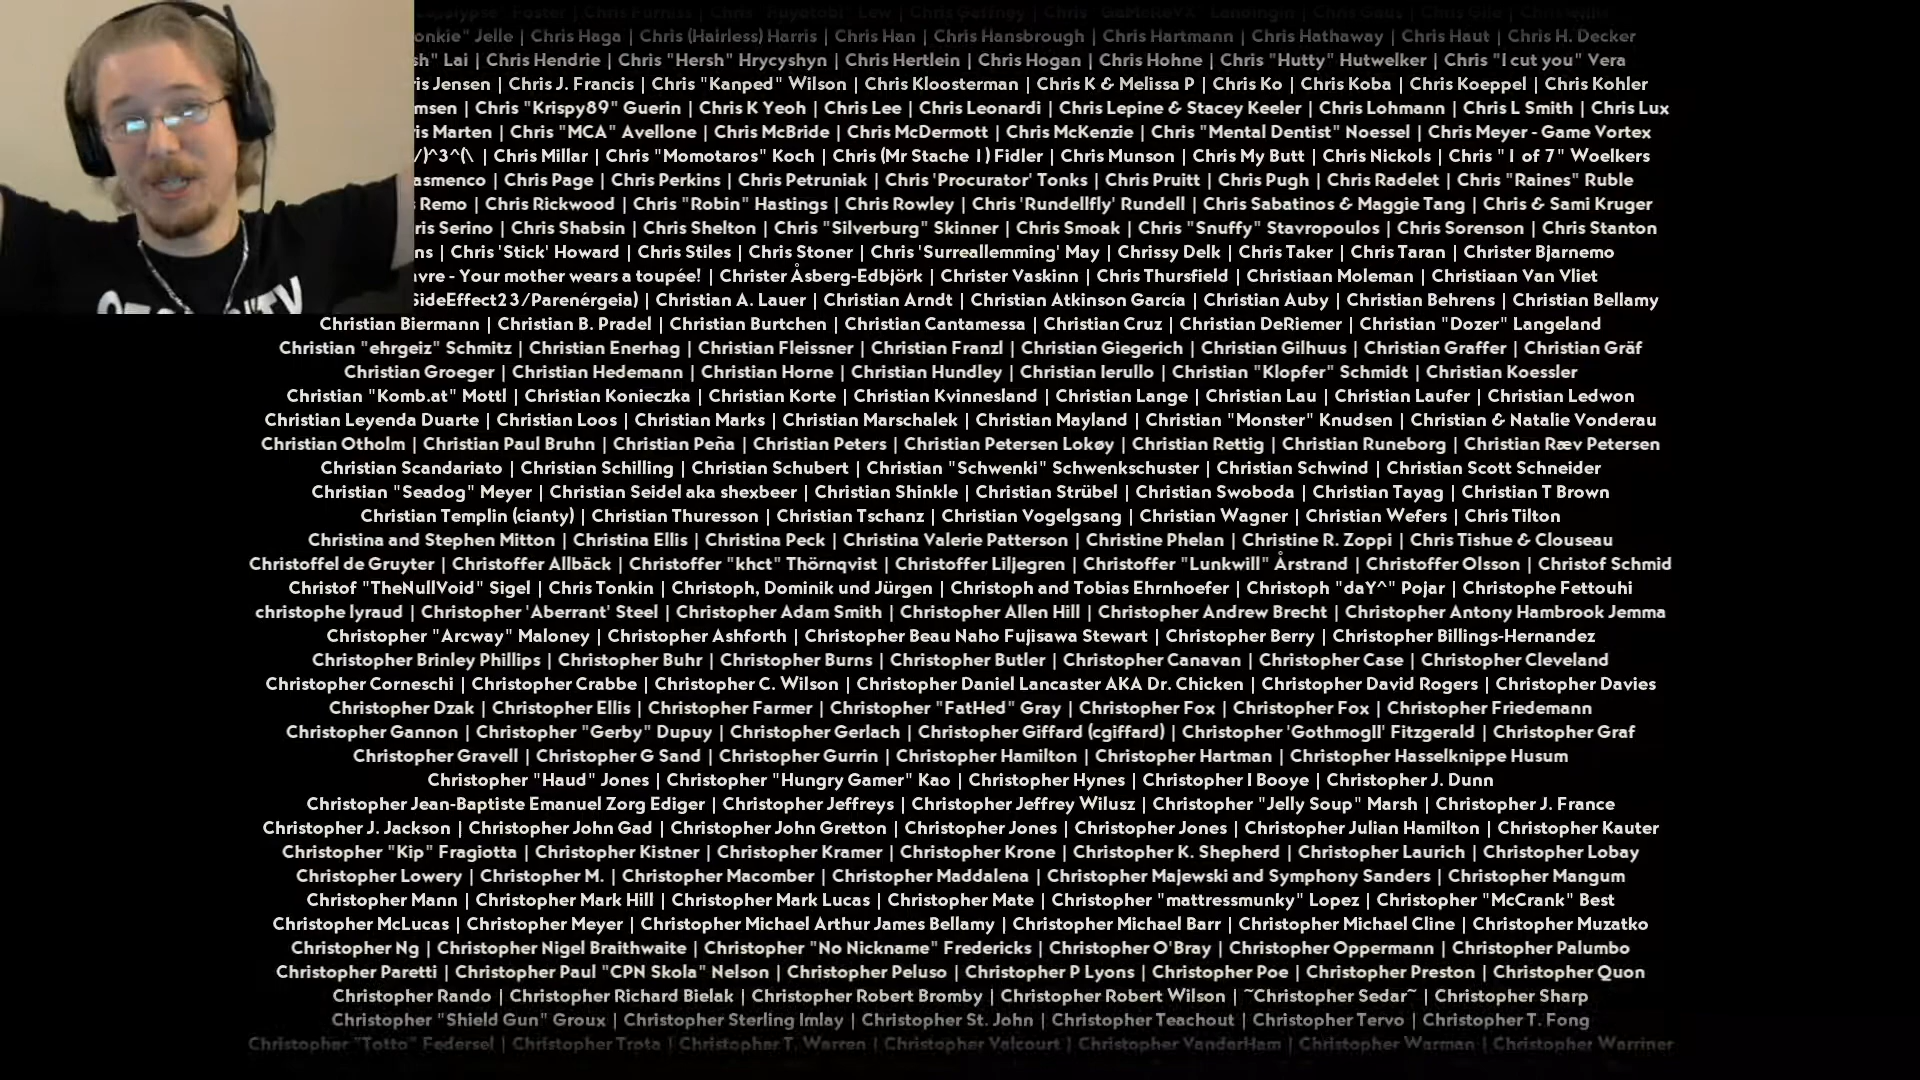 Foster | Chris Furniss | Chris
onkie" Jelle | Chris Haga | Chris (Hairless) Harris | Chris Han | Chris Hansbrough | Chris Hartmann | Chris Hathaway | Chris Haut | Chris H. Decker
sh" Lai | Chris Hendrie | Chris "Hersh" Hrycyshyn | Chris Hertlein | Chris Hogan | Chris Hohne | Chris "Hutty" Hutwelker | Chris "I cut you" Vera
ris Jensen | Chris J. Francis | Chris "Kanped" Wilson | Chris Kloosterman | Chris K & Melissa P | Chris Ko | Chris Koba | Chris Koeppel | Chris Kohler
msen | Chris "Krispy89" Guerin | Chris K Yeoh | Chris Lee | Chris Leonardi | Chris Lepine & Stacey Keeler | Chris Lohmann | Chris L Smith | Chris Lux
ris Marten | Chris "MCA" Avellone | Chris McBride | Chris McDermott | Chris McKenzie | Chris "Mental Dentist" Noessel | Chris Meyer - Game Vortex
/)^3^(\ | Chris Millar | Chris "Momotaros" Koch | Chris (Mr Stache 1) Fidler | Chris Munson | Chris My Butt | Chris Nickols | Chris "1 of 7" Woelkers
asmenco | Chris Page | Chris Perkins | Chris Petruniak | Chris 'Procurator' Tonks | Chris Pruitt | Chris Pugh | Chris Radelet | Chris "Raines" Ruble
s Remo | Chris Rickwood | Chris "Robin" Hastings | Chris Rowley | Chris 'Rundellfly' Rundell | Chris Sabatinos & Maggie Tang | Chris & Sami Kruger
ris Serino | Chris Shabsin | Chris Shelton | Chris "Silverburg" Skinner | Chris Smoak | Chris "Snuffy" Stavropoulos | Chris Sorenson | Chris Stanton
ns | Chris 'Stick' Howard | Chris Stiles | Chris Stoner | Chris 'Surreallemming' May | Chrissy Delk | Chris Taker | Chris Taran | Christer Bjarnemo
avre - Your mother wears a toupée! | Christer Åsberg-Edbjörk | Christer Vaskinn | Chris Thursfield | Christiaan Moleman | Christiaan Van Vliet
SideEffect23/Parenérgeia) | Christian A. Lauer | Christian Arndt | Christian Atkinson García | Christian Auby | Christian Behrens | Christian Bellamy
Christian Biermann | Christian B. Pradel | Christian Burtchen | Christian Cantamessa | Christian Cruz | Christian DeRiemer | Christian "Dozer" Langeland
Christian "ehrgeiz" Schmitz | Christian Enerhag | Christian Fleissner | Christian Franzl | Christian Giegerich | Christian Gilhuus | Christian Graffer | Christian Gräf
Christian Groeger | Christian Hedemann | Christian Horne | Christian Hundley | Christian Ierullo | Christian "Klopfer" Schmidt | Christian Koessler
Christian "Komb.at" Mottl | Christian Konieczka | Christian Korte | Christian Kvinnesland | Christian Lange | Christian Lau | Christian Laufer | Christian Ledwon
Christian Leyenda Duarte | Christian Loos | Christian Marks | Christian Marschalek | Christian Mayland | Christian "Monster" Knudsen | Christian & Natalie Vonderau
Christian Otholm | Christian Paul Bruhn | Christian Peña | Christian Peters | Christian Petersen Lokøy | Christian Rettig | Christian Runeborg | Christian Ræv Petersen
Christian Scandariato | Christian Schilling | Christian Schubert | Christian "Schwenki" Schwenkschuster | Christian Schwind | Christian Scott Schneider
Christian "Seadog" Meyer | Christian Seidel aka shexbeer | Christian Shinkle | Christian Strübel | Christian Swoboda | Christian Tayag | Christian T Brown
Christian Templin (cianty) | Christian Thuresson | Christian Tschanz | Christian Vogelgsang | Christian Wagner | Christian Wefers | Chris Tilton
Christina and Stephen Mitton | Christina Ellis | Christina Peck | Christina Valerie Patterson | Christine Phelan | Christine R. Zoppi | Chris Tishue & Clouseau
Christoffel de Gruyter | Christoffer Allbäck | Christoffer "khct" Thörnqvist | Christoffer Liljegren | Christoffer "Lunkwill" Årstrand | Christoffer Olsson | Christof Schmid
Christof "TheNullVoid" Sigel | Chris Tonkin | Christoph, Dominik und Jürgen | Christoph and Tobias Ehrnhoefer | Christoph "daY^" Pojar | Christophe Fettouhi
christophe lyraud | Christopher 'Aberrant' Steel | Christopher Adam Smith | Christopher Allen Hill | Christopher Andrew Brecht | Christopher Antony Hambrook Jemma
Christopher "Arcway" Maloney | Christopher Ashforth | Christopher Beau Naho Fujisawa Stewart | Christopher Berry | Christopher Billings-Hernandez
Christopher Brinley Phillips | Christopher Buhr | Christopher Burns | Christopher Butler | Christopher Canavan | Christopher Case | Christopher Cleveland
Christopher Corneschi | Christopher Crabbe | Christopher C. Wilson | Christopher Daniel Lancaster AKA Dr. Chicken | Christopher David Rogers | Christopher Davies
Christopher Dzak | Christopher Ellis | Christopher Farmer | Christopher "FatHed" Gray | Christopher Fox | Christopher Fox | Christopher Friedemann
Christopher Gannon | Christopher "Gerby" Dupuy | Christopher Gerlach | Christopher Giffard (cgiffard) | Christopher 'Gothmogll' Fitzgerald | Christopher Graf
Christopher Gravell | Christopher G Sand | Christopher Gurrin | Christopher Hamilton | Christopher Hartman | Christopher Hasselknippe Husum
Christopher "Haud" Jones | Christopher "Hungry Gamer" Kao | Christopher Hynes | Christopher I Booye | Christopher J. Dunn
Christopher Jean-Baptiste Emanuel Zorg Ediger | Christopher Jeffreys | Christopher Jeffrey Wilusz | Christopher "Jelly Soup" Marsh | Christopher J. France
Christopher J. Jackson | Christopher John Gad | Christopher John Gretton | Christopher Jones | Christopher Jones | Christopher Julian Hamilton | Christopher Kauter
Christopher "Kip" Fragiotta | Christopher Kistner | Christopher Kramer | Christopher Krone | Christopher K. Shepherd | Christopher Laurich | Christopher Lobay
Christopher Lowery | Christopher M. | Christopher Macomber | Christopher Maddalena | Christopher Majewski and Symphony Sanders | Christopher Mangum
Christopher Mann | Christopher Mark Hill | Christopher Mark Lucas | Christopher Mate | Christopher "mattressmunky" Lopez | Christopher "McCrank" Best
Christopher McLucas | Christopher Meyer | Christopher Michael Arthur James Bellamy | Christopher Michael Barr | Christopher Michael Cline | Christopher Muzatko
Christopher Ng | Christopher Nigel Braithwaite | Christopher "No Nickname" Fredericks | Christopher O'Bray | Christopher Oppermann | Christopher Palumbo
Christopher Paretti | Christopher Paul "CPN Skola" Nelson | Christopher Peluso | Christopher P Lyons | Christopher Poe | Christopher Preston | Christopher Quon
Christopher Rando | Christopher Richard Bielak | Christopher Robert Bromby | Christopher Robert Wilson | ~Christopher Sedar~ | Christopher Sharp
Christopher "Shield Gun" Groux | Christopher Sterling Imlay | Christopher St. John | Christopher Teachout | Christopher Tervo | Christopher T. Fong
Christopher "Totto" Federsel | Christopher Trota | Christopher T. Warren | Christopher Valcourt | Christopher VanderHam | Christopher Warman | Christopher Warriner